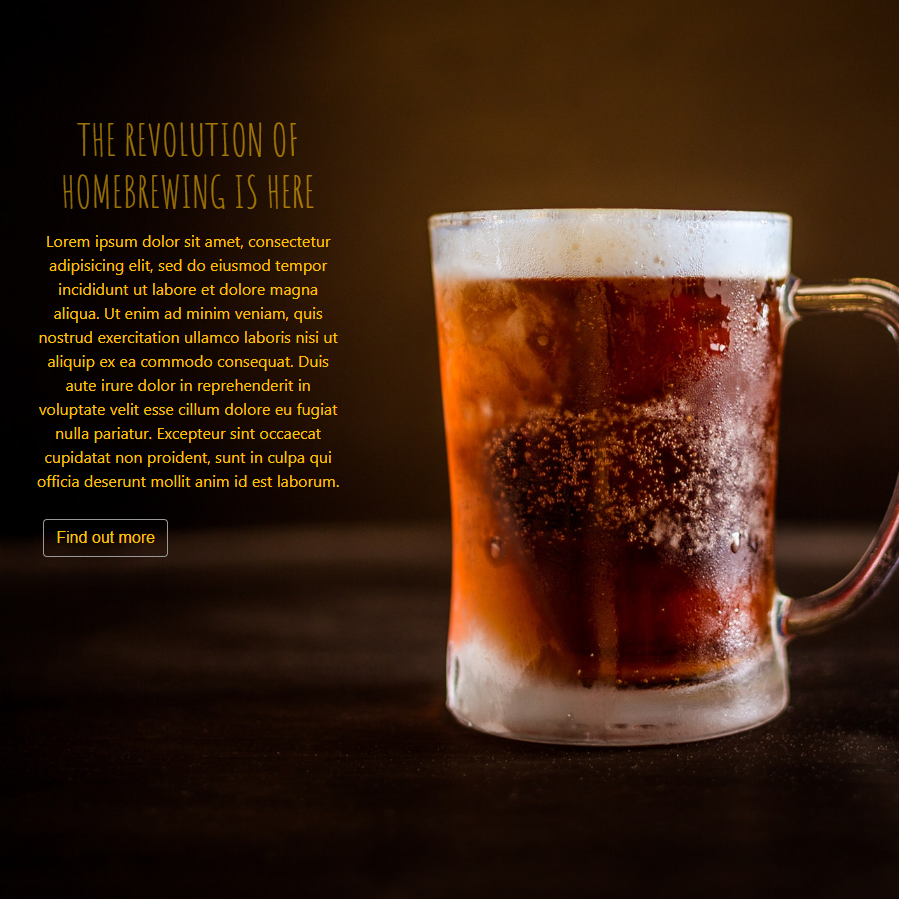 THE REVOLUTION OF
HOMEBREWING IS HERE
Lorem ipsum dolor sit amet, consectetur
adipisicing elit, sed do eiusmod tempor
incididunt ut labore et dolore magna
aliqua. Ut enim ad minim veniam, quis
nostrud exercitation ullamco laboris nisi ut
aliquip ex ea commodo consequat. Duis
aute irure dolor in reprehenderit in
voluptate velit esse cillum dolore eu fugiat
nulla pariatur. Excepteur sint occaecat
cupidatat non proident, sunt in culpa qui
officia deserunt mollit anim id est laborum.
Find out more